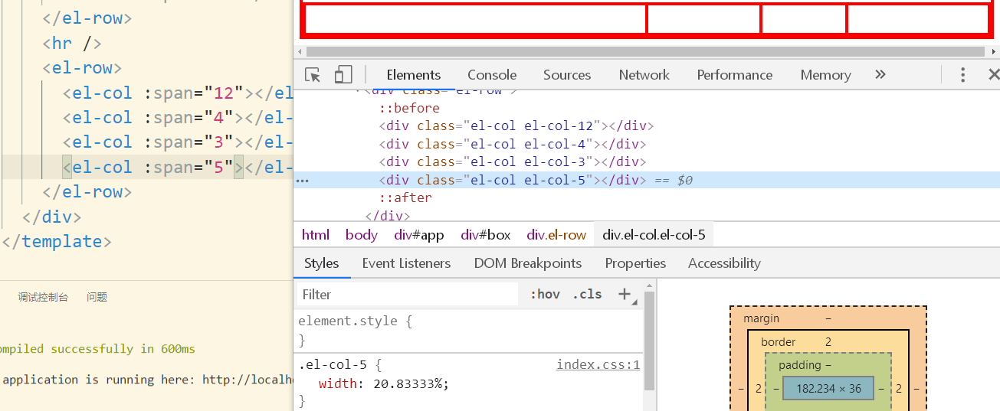 </el-row>
<hr />
<el-row>
<el-col :span="12"></el
<el-col :span="4"></el-
<el-col :span="3"></el-
<el-col :span="5"></el-
</el-row>
</div>
</template>
调试控制台 问题
ompiled successfully in 600ms
application is running here: http://localh
Elements Console Sources Network Performance Memory »
<div class="el-row">
::before
<div class="el-col el-col-12"></div>
<div class="el-col el-col-4"></div>
<div class="el-col el-col-3"></div>
… <div class="el-col el-col-5"></div> == $0
::after
</div>
html body div#app div#box div.el-row div.el-col.el-col-5
Styles Event Listeners DOM Breakpoints Properties Accessibility
Filter :hov .cls +
element.style {
}
.el-col-5 { index.css:1
width: 20.83333%;
}
margin –
border 2
padding –
– 2 – 182.234 × 36 – 2 –